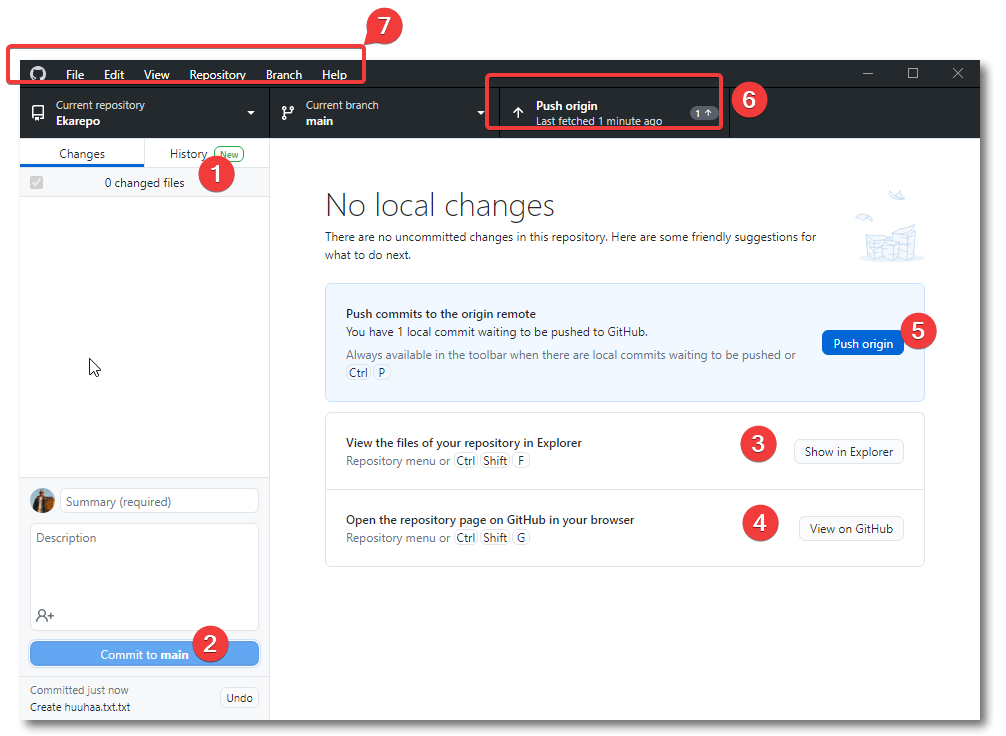 7
File Edit View Repository Branch Help
Current repository
Ekarepo
Current branch
main
Push origin
Last fetched 1 minute ago
1
6
Changes
History New
1
0 changed files
No local changes
There are no uncommitted changes in this repository. Here are some friendly suggestions for
what to do next.
Push commits to the origin remote
You have 1 local commit waiting to be pushed to GitHub.
Always available in the toolbar when there are local commits waiting to be pushed or
Ctrl P
Push origin
5
View the files of your repository in Explorer
Repository menu or Ctrl Shift F
3
Show in Explorer
Open the repository page on GitHub in your browser
Repository menu or Ctrl Shift G
4
View on GitHub
Summary (required)
Description
Commit to main
2
Committed just now
Create huuhaa.txt.txt
Undo